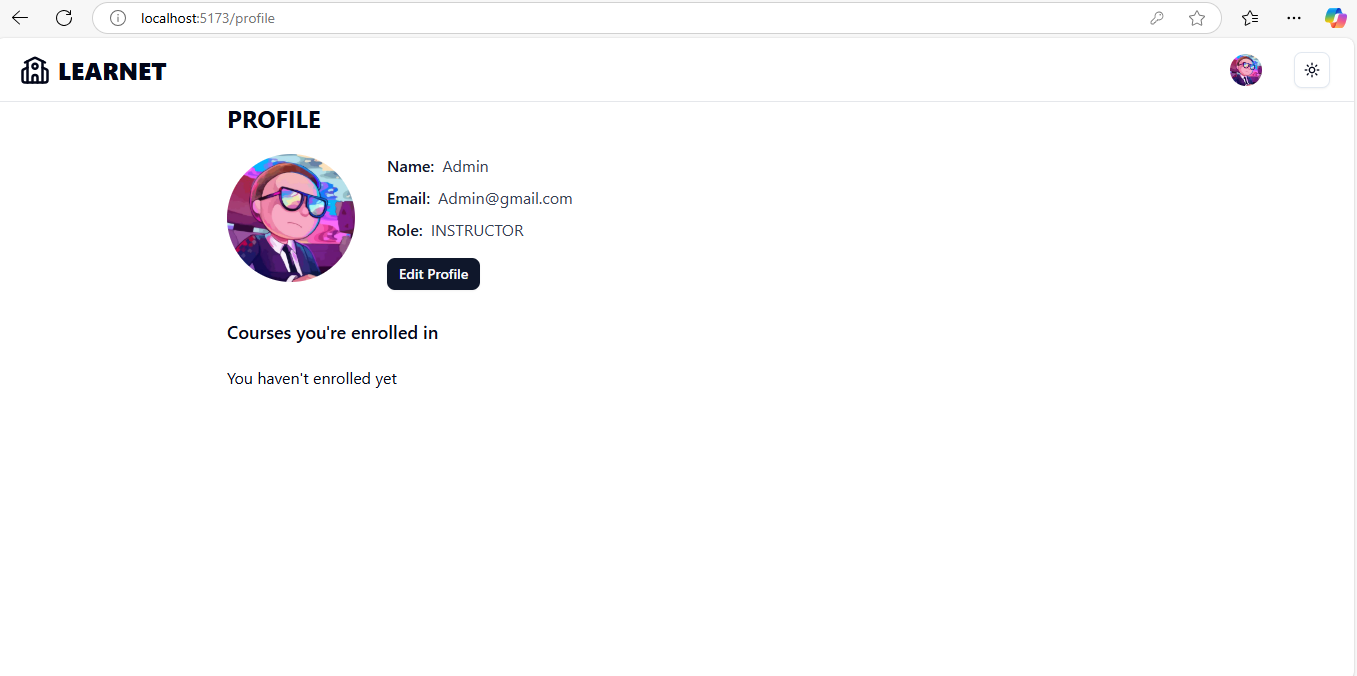 localhost:5173/profile
LEARNET
PROFILE
Name: Admin
Email: Admin@gmail.com
Role: INSTRUCTOR
Edit Profile
Courses you're enrolled in
You haven't enrolled yet